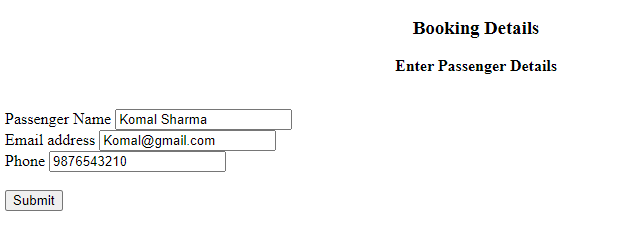 Booking Details
Enter Passenger Details
Passenger Name Komal Sharma
Email address Komal@gmail.com
Phone 9876543210
Submit